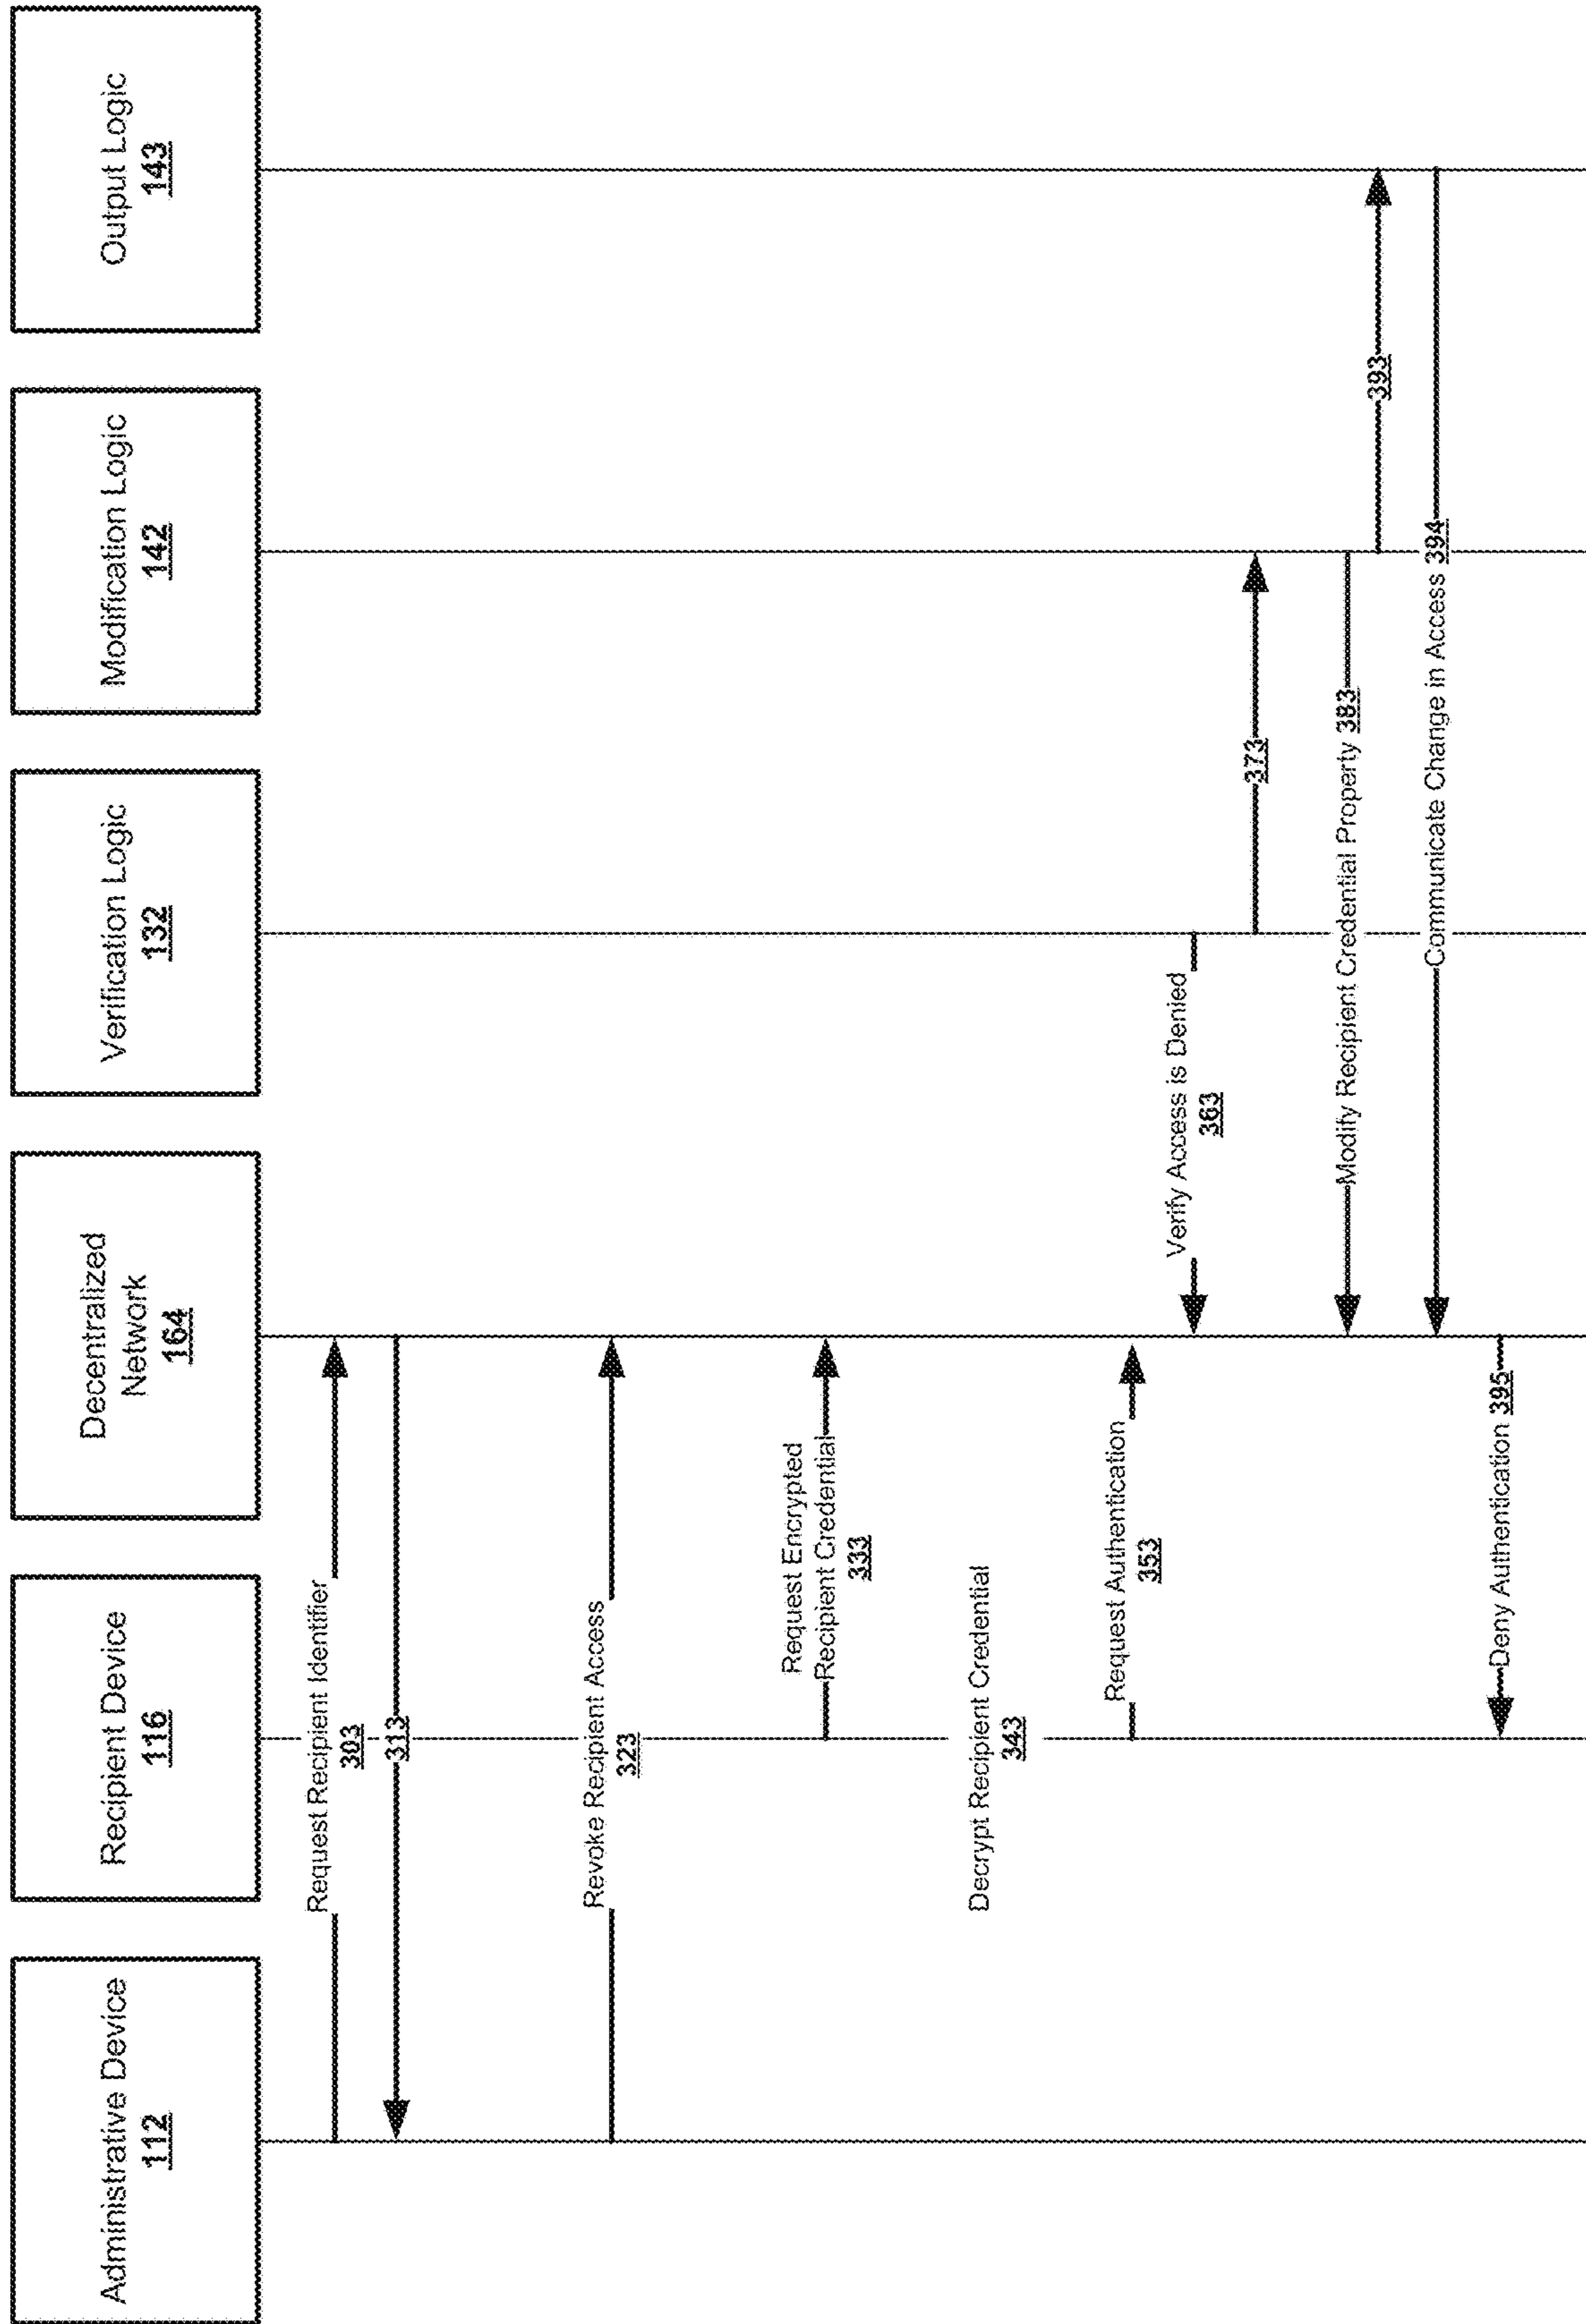 Administrative Device
112
Recipient Device
116
Decentralized
Network
164
Verification Logic
132
Modification Logic
142
Output Logic
143
Request Recipient Identifier
303
313
Revoke Recipient Access
323
Request Encrypted
Recipient Credential
333
Decrypt Recipient Credential
343
Request Authentication
353
Verify Access is Denied
363
373
Modify Recipient Credential Property 383
393
Communicate Change in Access 394
Deny Authentication 395